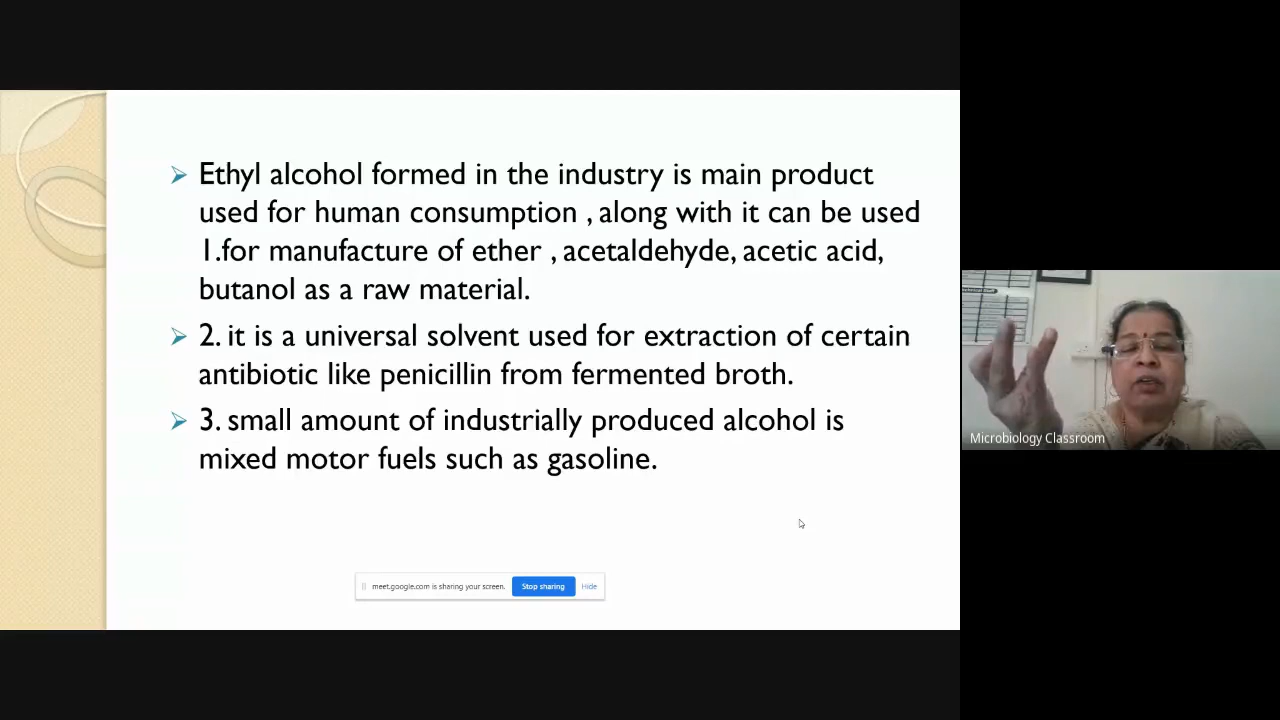 Ethyl alcohol formed in the industry is main product
used for human consumption , along with it can be used
1.for manufacture of ether , acetaldehyde, acetic acid,
butanol as a raw material.
2. it is a universal solvent used for extraction of certain
antibiotic like penicillin from fermented broth.
3. small amount of industrially produced alcohol is
mixed motor fuels such as gasoline.
meet.google.com is sharing your screen. Stop sharing Hide
Microbiology Classroom